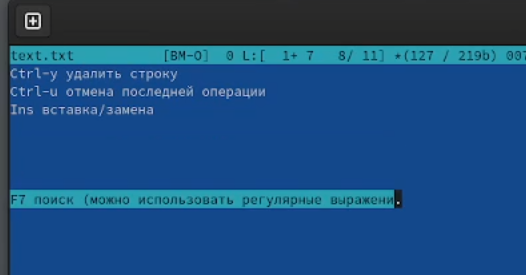 text.txt [BM-O] 0 L:[ 1+ 7 8/ 11] *(127 / 219b) 007
Ctrl-y удалить строку
Ctrl-u отмена последней операции
Ins вставка/замена
F7 поиск (можно использовать регулярные выражени.